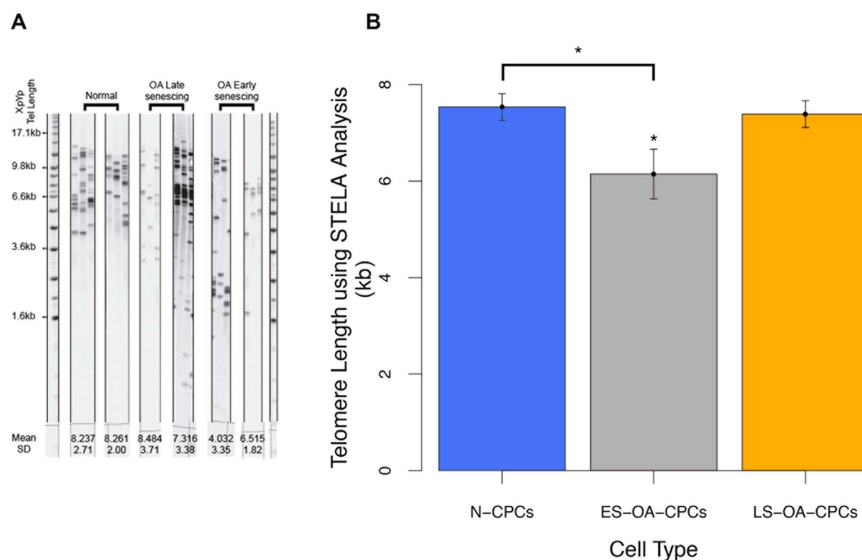 A
XpYp
Tel Length
Normal
OA Late
senescing
OA Early
senescing
17.1kb
9.8kb
6.6kb
3.6kb
1.6kb
Mean
SD
8.237
2.71
8.261
2.00
8.484
3.71
7.316
3.38
4.032
3.35
6.515
1.82
B
Telomere Length using STELA Analysis
(kb)
8
6
4
2
0
*
*
N-CPCs
ES-OA-CPCs
LS-OA-CPCs
Cell Type